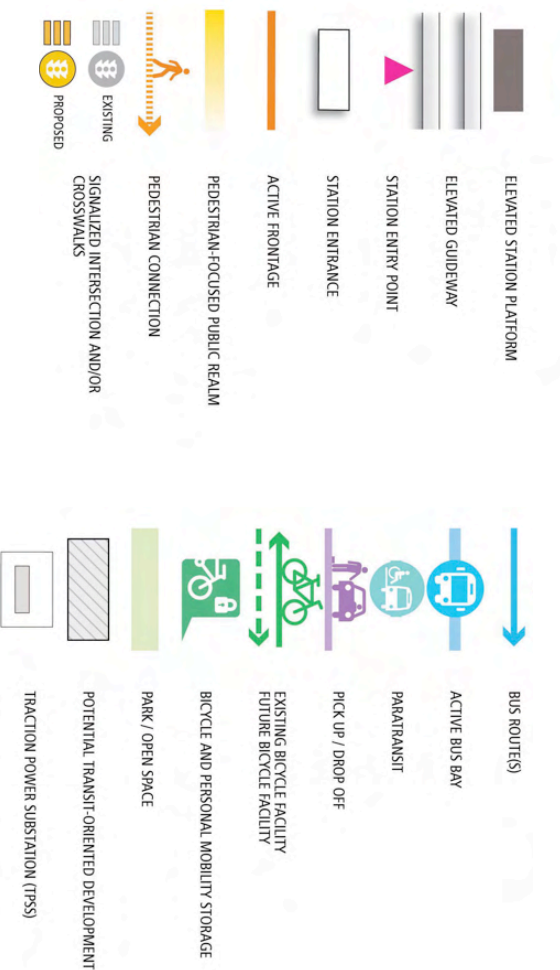 ELEVATED STATION PLATFORM
ELEVATED GUIDEWAY
STATION ENTRY POINT
STATION ENTRANCE
ACTIVE FRONTAGE
PEDESTRIAN-FOCUSED PUBLIC REALM
PEDESTRIAN CONNECTION
EXISTING
PROPOSED
SIGNALIZED INTERSECTION AND/OR
CROSSWALKS
BUS ROUTE(S)
ACTIVE BUS BAY
PARATRANSIT
PICK UP / DROP OFF
EXISTING BICYCLE FACILITY
FUTURE BICYCLE FACILITY
BICYCLE AND PERSONAL MOBILITY STORAGE
PARK / OPEN SPACE
POTENTIAL TRANSIT-ORIENTED DEVELOPMENT
TRACTION POWER SUBSTATION (TPSS)